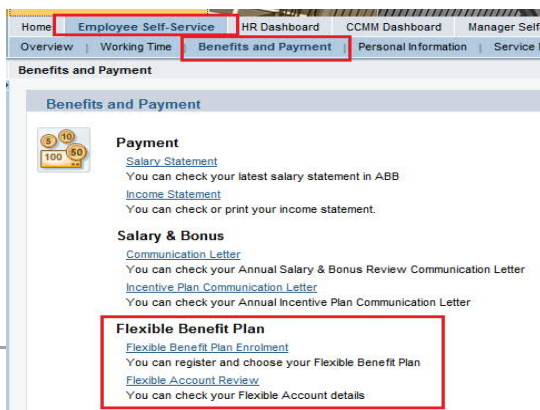 Home Employee Self-Service HR Dashboard CCMM Dashboard Manager Self
Overview | Working Time | Benefits and Payment | Personal Information | Service
Benefits and Payment
Benefits and Payment
5 10
100 50
Payment
Salary Statement
You can check your latest salary statement in ABB
Income Statement
You can check or print your income statement.
Salary & Bonus
Communication Letter
You can check your Annual Salary & Bonus Review Communication Letter
Incentive Plan Communication Letter
You can check your Annual Incentive Plan Communication Letter
Flexible Benefit Plan
Flexible Benefit Plan Enrolment
You can register and choose your Flexible Benefit Plan
Flexible Account Review
You can check your Flexible Account details